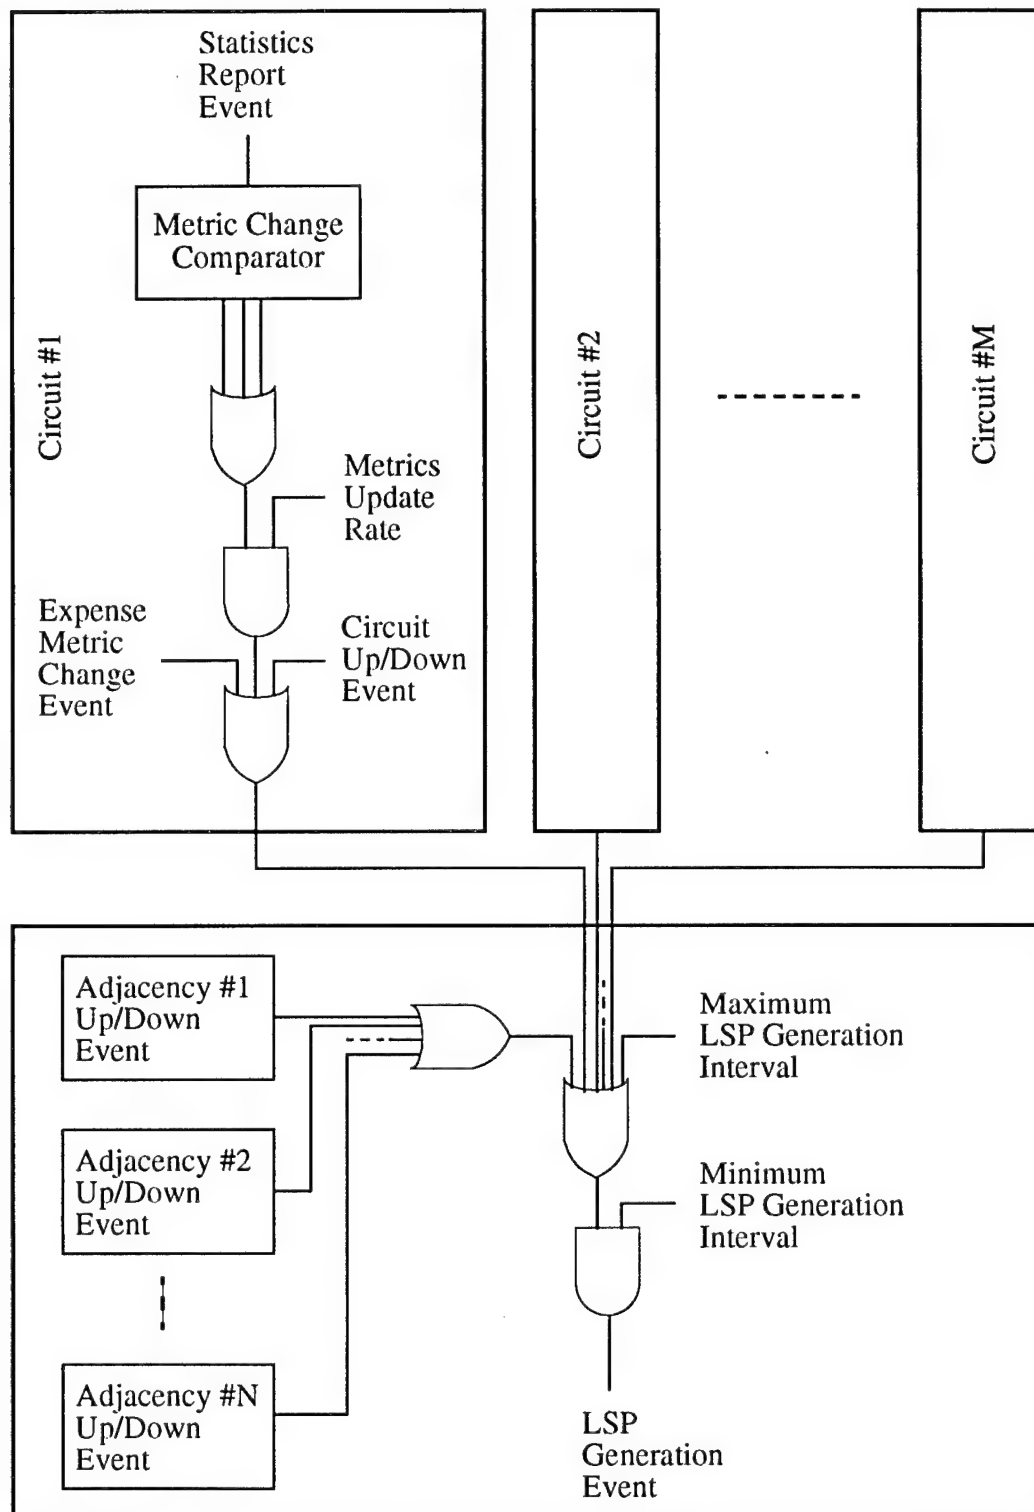 Statistics
Report
Event
Metric Change
Comparator
Circuit #1
Circuit #2
Circuit #M
Metrics
Update
Rate
Expense
Metric
Change
Event
Circuit
Up/Down
Event
Adjacency #1
Up/Down
Event
Maximum
LSP Generation
Interval
Adjacency #2
Up/Down
Event
Minimum
LSP Generation
Interval
Adjacency #N
Up/Down
Event
LSP
Generation
Event